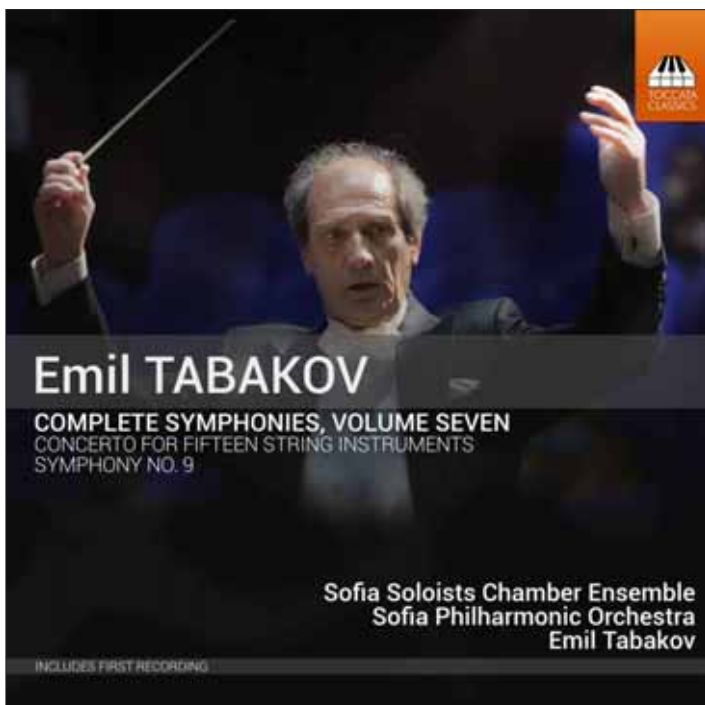 TOCCATA
CLASSICS
Emil TABAKOV
COMPLETE SYMPHONIES, VOLUME SEVEN
CONCERTO FOR FIFTEEN STRING INSTRUMENTS
SYMPHONY NO. 9
Sofia Soloists Chamber Ensemble
Sofia Philharmonic Orchestra
Emil Tabakov
INCLUDES FIRST RECORDING